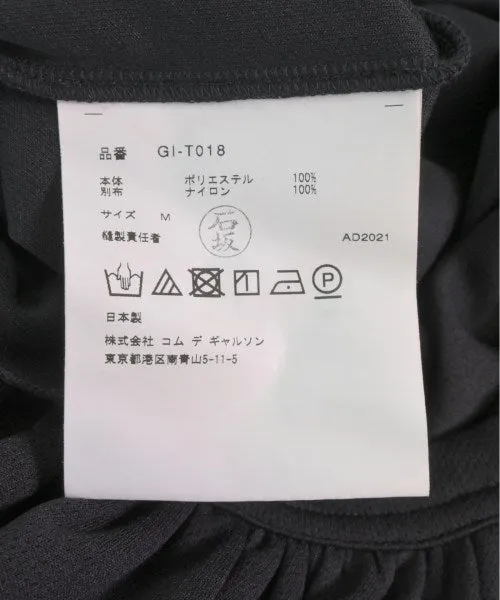 品番 GI-T018
本体 ポリエステル 100%
別布 ナイロン 100%
サイズ M
石坂
縫製責任者 AD2021
P
日本製
株式会社 コム デ ギャルソン
東京都港区南青山5-11-5